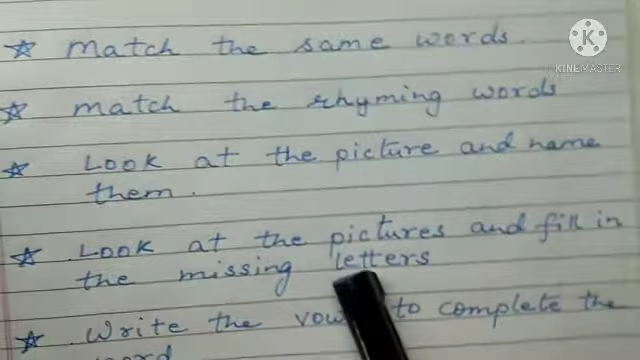 ☆ Match the same words.
KINEMASTER
☆ Match the rhyming words
☆ Look at the picture and name
them.
☆ Look at the pictures and fill in
the missing letters
☆ Write the to complete the
word